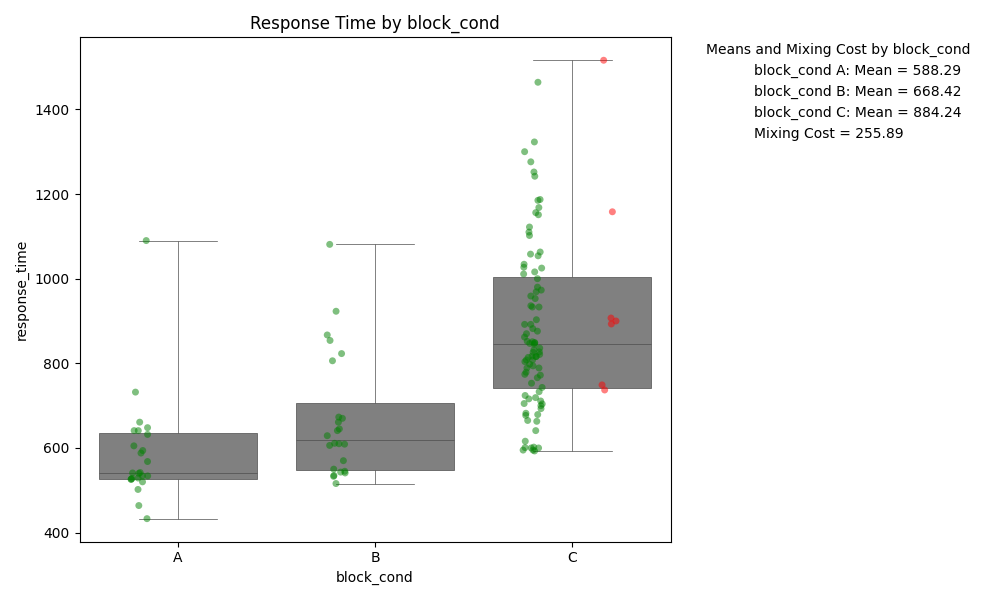 Response Time by block_cond
Means and Mixing Cost by block_cond
block_cond A: Mean = 588.29
block_cond B: Mean = 668.42
block_cond C: Mean = 884.24
Mixing Cost = 255.89
response_time
1400
1200
1000
800
600
400
A
B
C
block_cond